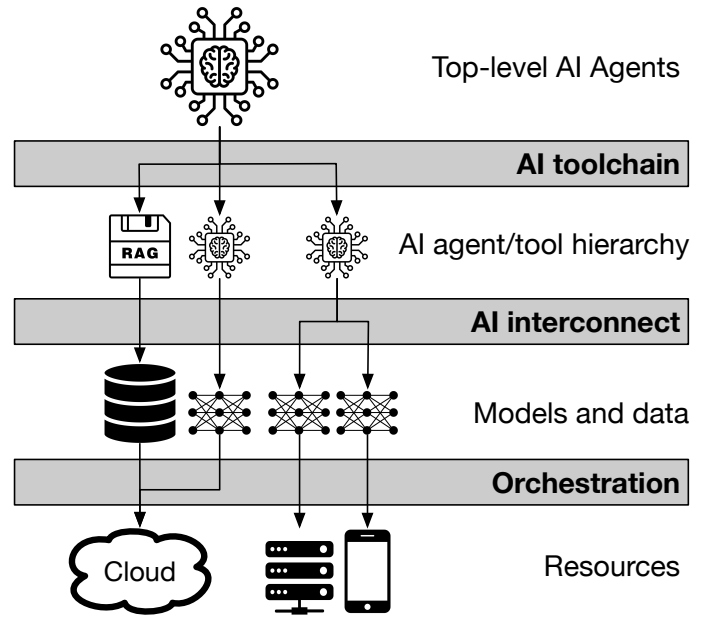 Top-level AI Agents
AI toolchain
RAG
AI agent/tool hierarchy
AI interconnect
Models and data
Orchestration
Cloud
Resources